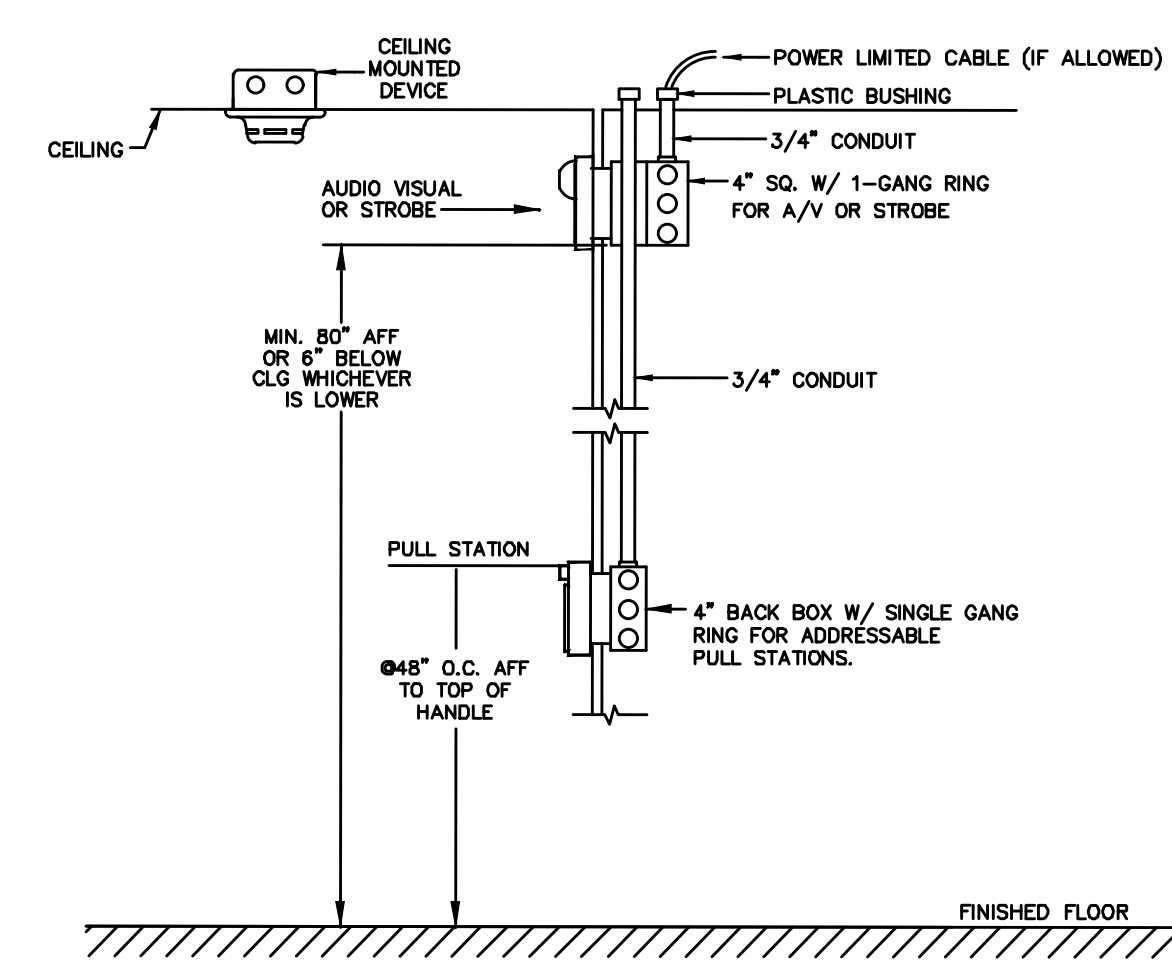 CEILING
MOUNTED
DEVICE
POWER LIMITED CABLE (IF ALLOWED)
PLASTIC BUSHING
CEILING
3/4" CONDUIT
AUDIO VISUAL
OR STROBE
4" SQ. W/ 1-GANG RING
FOR A/V OR STROBE
MIN. 80" AFF
OR 6" BELOW
CLG WHICHEVER
IS LOWER
3/4" CONDUIT
PULL STATION
4" BACK BOX W/ SINGLE GANG
RING FOR ADDRESSABLE
PULL STATIONS.
@48" O.C. AFF
TO TOP OF
HANDLE
FINISHED FLOOR